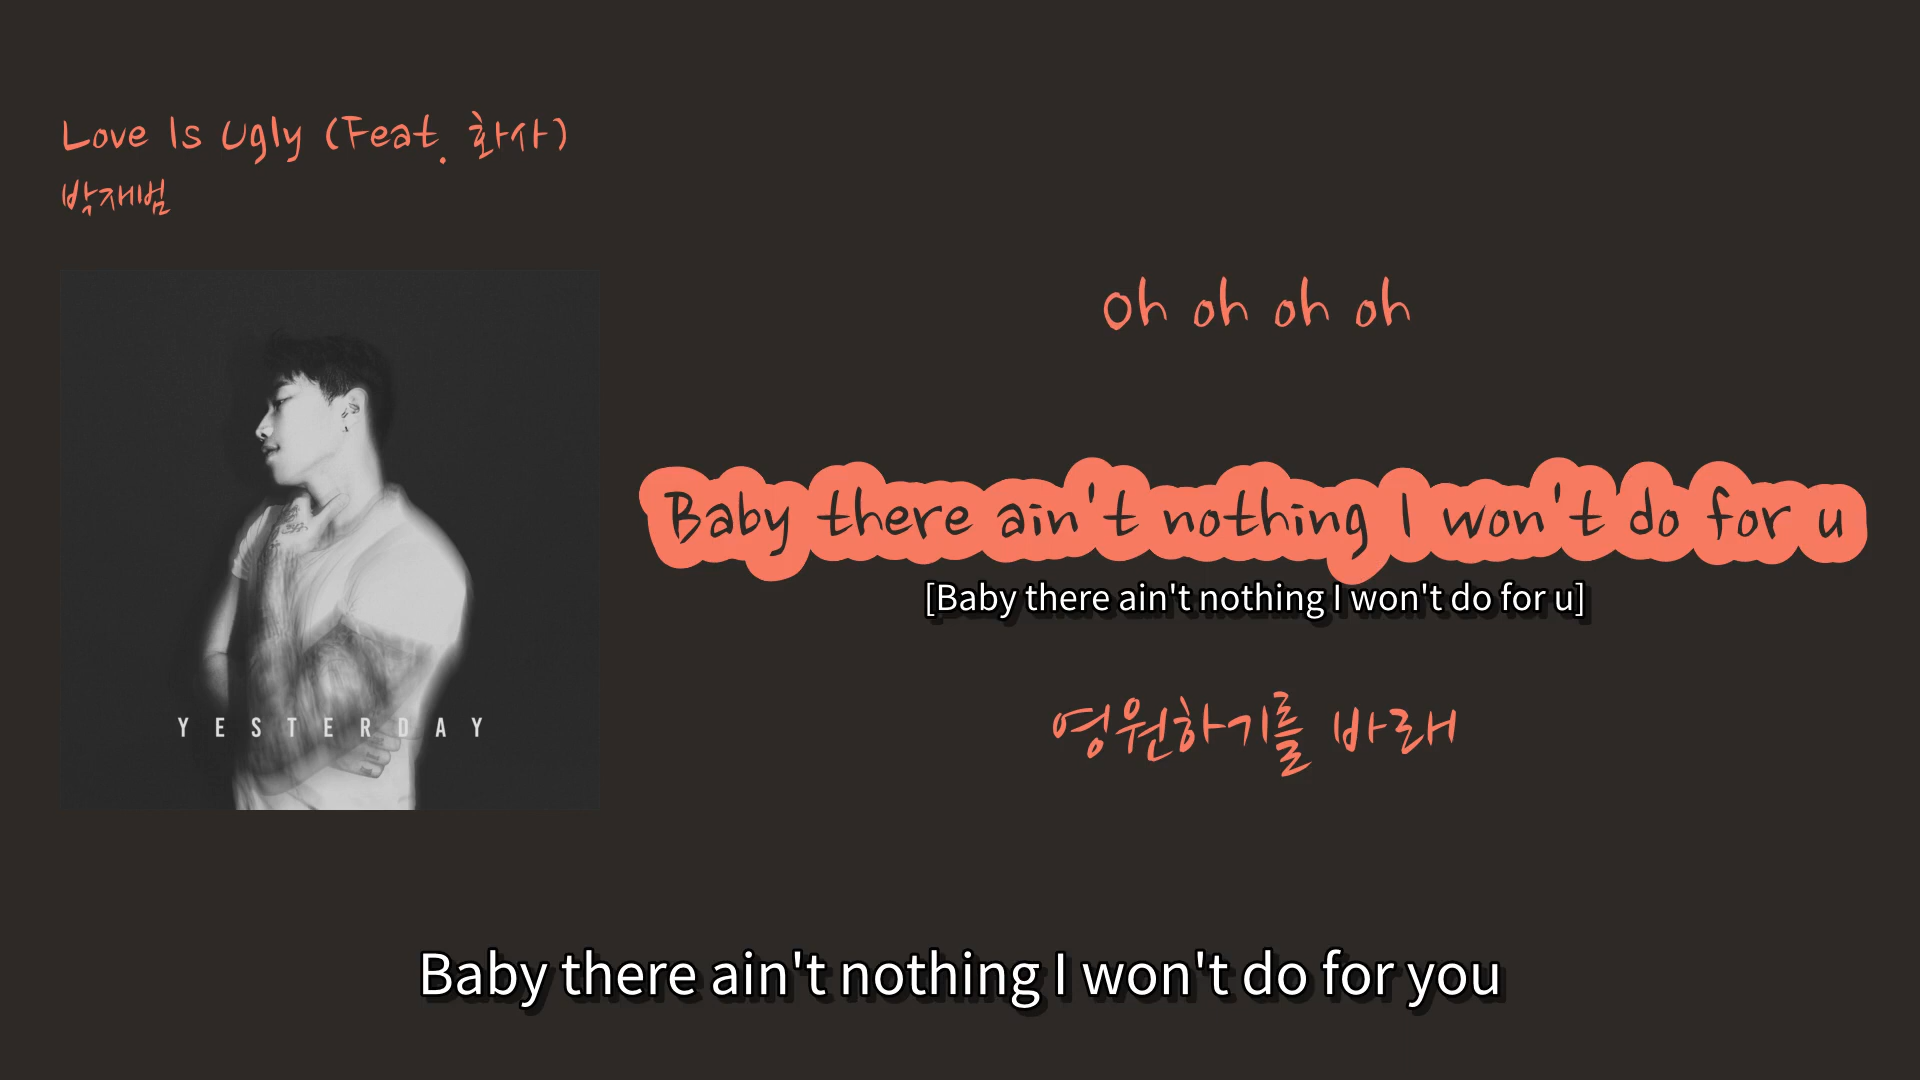 Love Is Ugly (Feat. 화사)
박재범
YESTERDAY
Oh oh oh oh
Baby there ain't nothing I won't do for u
[Baby there ain't nothing I won't do for u]
영원하기를 바래
Baby there ain't nothing I won't do for you